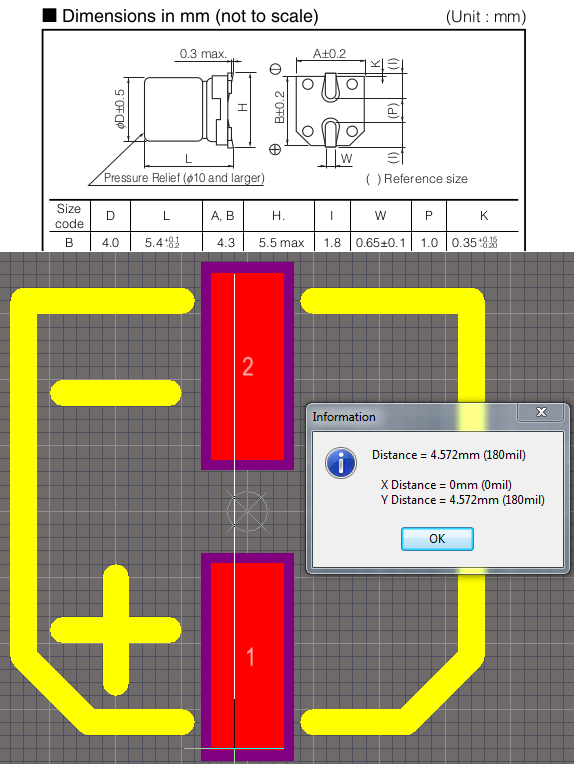 ■ Dimensions in mm (not to scale) (Unit : mm)
0.3 max. A±0.2 K (I)
⊖
ϕD±0.5 H B±0.2 (P)
⊕ (I)
L W
Pressure Relief (ϕ10 and larger) ( ) Reference size
Size code D L A, B H. I W P K
B 4.0 5.4 +0.1 -0.2 4.3 5.5 max 1.8 0.65±0.1 1.0 0.35 +0.15 -0.20
2
Information
Distance = 4.572mm (180mil)
X Distance = 0mm (0mil)
Y Distance = 4.572mm (180mil)
OK
1